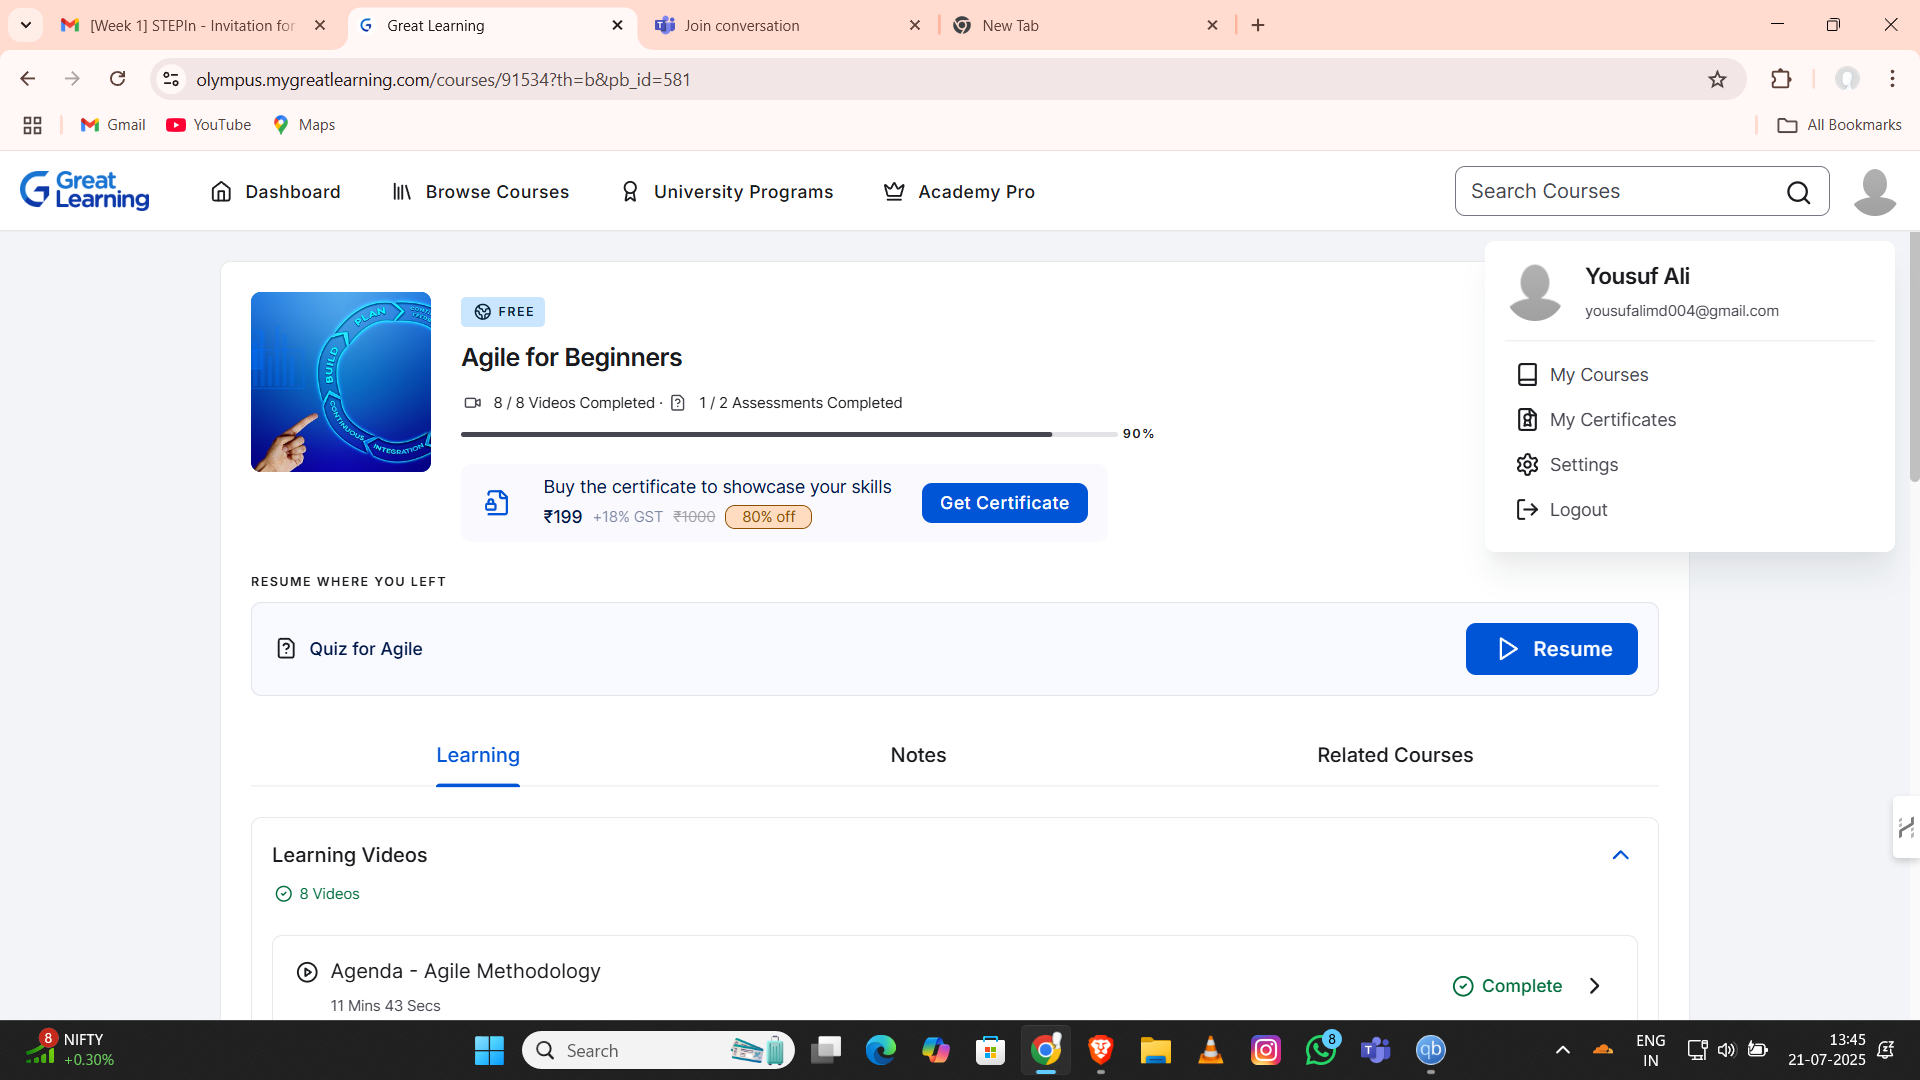 [Week 1] STEPIn - Invitation for
Great Learning
Join conversation
New Tab
olympus.mygreatlearning.com/courses/91534?th=b&pb_id=581
Gmail
YouTube
Maps
All Bookmarks
Great
Learning
Dashboard
Browse Courses
University Programs
Academy Pro
Search Courses
Yousuf Ali
yousufalimd004@gmail.com
My Courses
My Certificates
Settings
Logout
PLAN
BUILD
CONTINUOUS
INTEGRATION
FREE
Agile for Beginners
8 / 8 Videos Completed · 1 / 2 Assessments Completed
90%
Buy the certificate to showcase your skills
₹199 +18% GST ₹1000 80% off
Get Certificate
RESUME WHERE YOU LEFT
Quiz for Agile
Resume
Learning
Notes
Related Courses
Learning Videos
8 Videos
Agenda - Agile Methodology
11 Mins 43 Secs
Complete
8
NIFTY
+0.30%
Search
8
qb
ENG
IN
13:45
21-07-2025